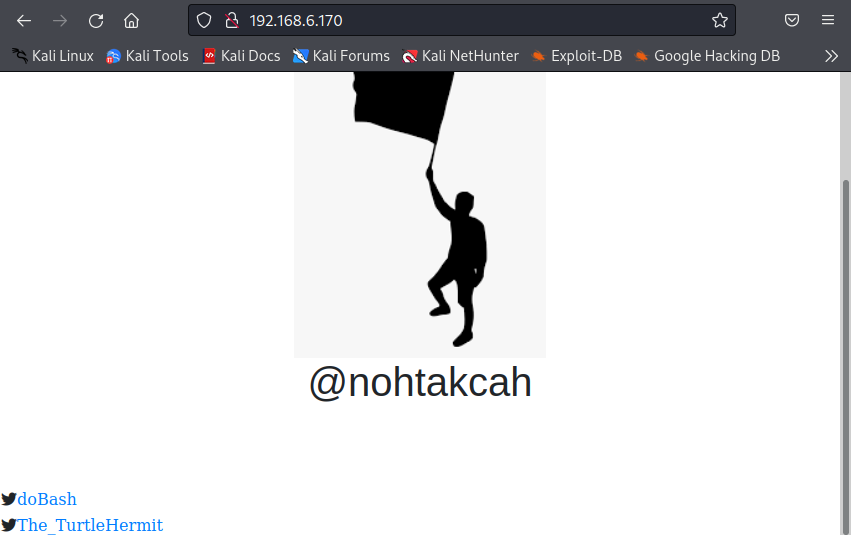 192.168.6.170
Kali Linux Kali Tools Kali Docs Kali Forums Kali NetHunter Exploit-DB Google Hacking DB
@nohtakcah
doBash
The_TurtleHermit